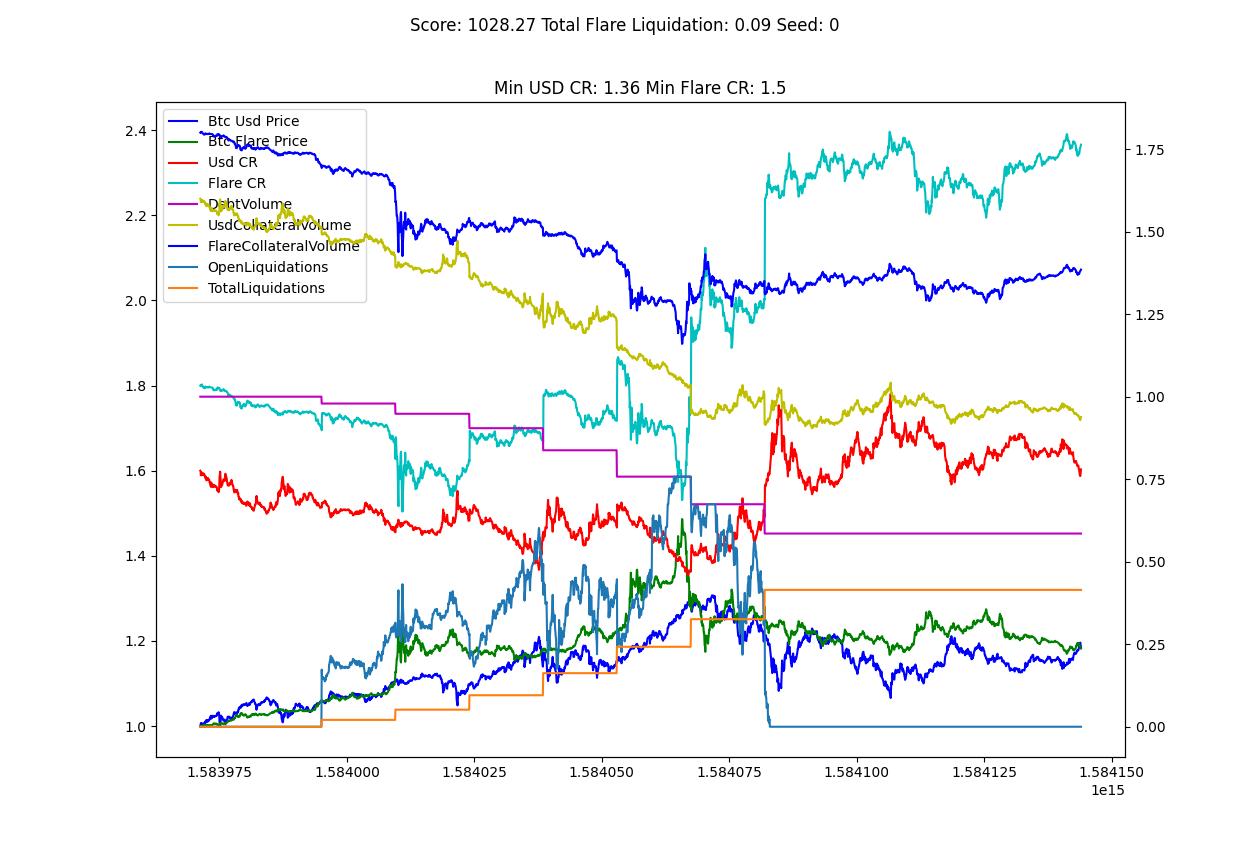 Score: 1028.27 Total Flare Liquidation: 0.09 Seed: 0
Min USD CR: 1.36 Min Flare CR: 1.5
Btc Usd Price
Btc Flare Price
Usd CR
Flare CR
DebtVolume
UsdCollateralVolume
FlareCollateralVolume
OpenLiquidations
TotalLiquidations
2.4
2.2
2.0
1.8
1.6
1.4
1.2
1.0
1.75
1.50
1.25
1.00
0.75
0.50
0.25
0.00
1.583975 1.584000 1.584025 1.584050 1.584075 1.584100 1.584125 1.584150
1e15